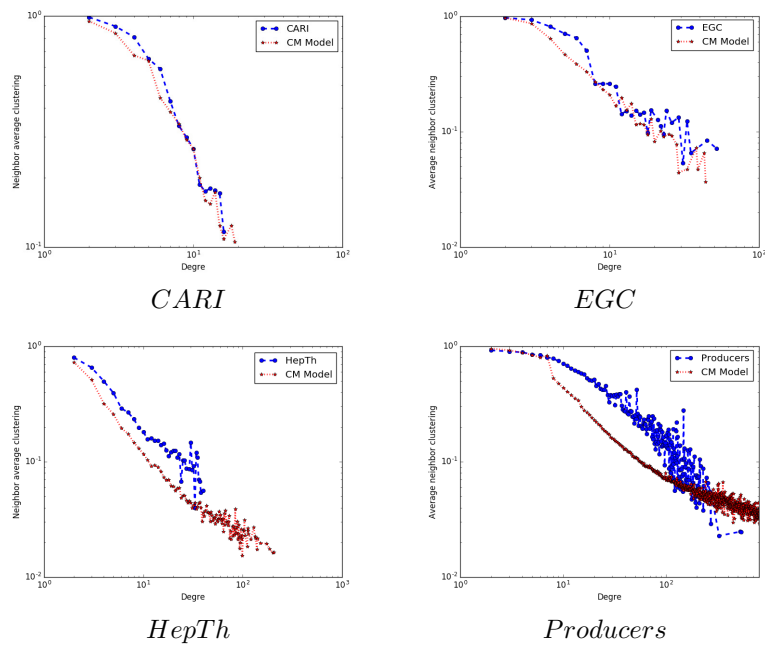 10^0
Neighbor average clustering
10^-1
10^0 10^1 10^2
Degre
CARI
CM Model
CARI
10^0
Average neighbor clustering
10^-1
10^-2
10^0 10^1 10^2
Degre
EGC
CM Model
EGC
10^0
Neighbor average clustering
10^-1
10^-2
10^0 10^1 10^2 10^3
Degre
HepTh
CM Model
HepTh
10^0
Average neighbor clustering
10^-1
10^-2
10^0 10^1 10^2
Degre
Producers
CM Model
Producers